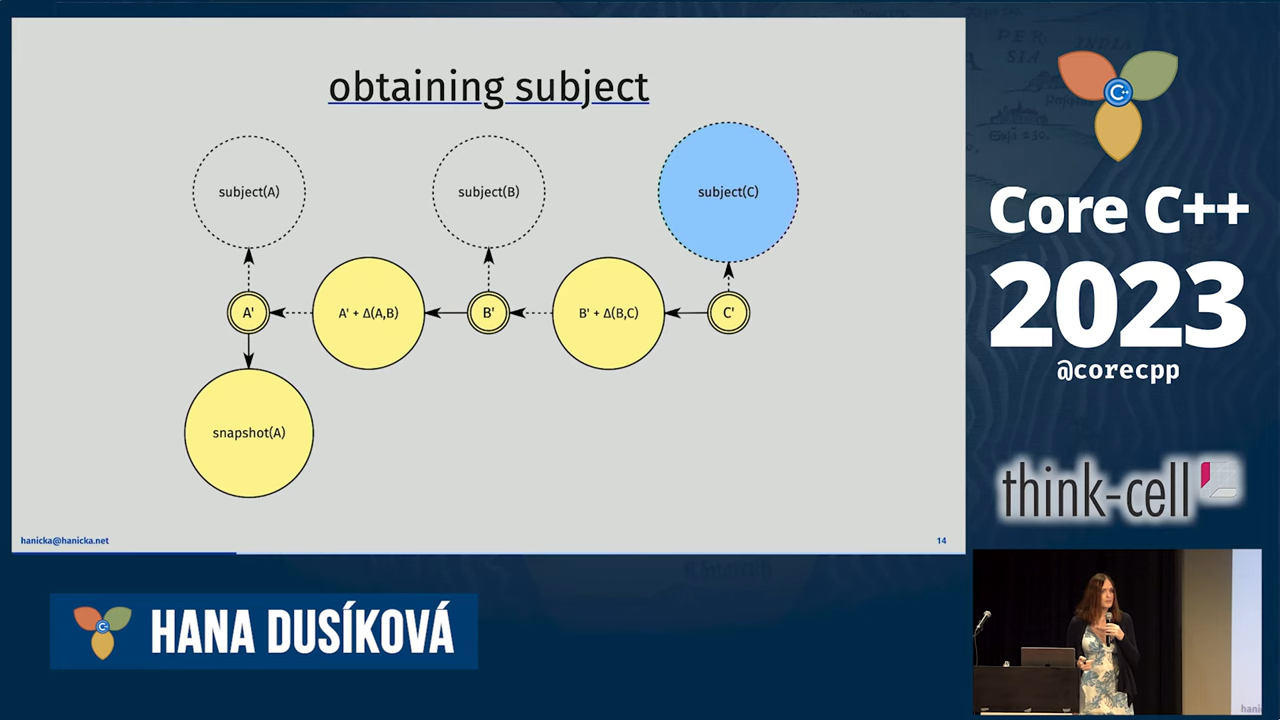 obtaining subject
subject(A)
subject(B)
subject(C)
A'
A' + Δ(A,B)
B'
B' + Δ(B,C)
C'
snapshot(A)
hanicka@hanicka.net
14
C++
Core C++
2023
@corecpp
think-cell
HANA DUSÍKOVÁ